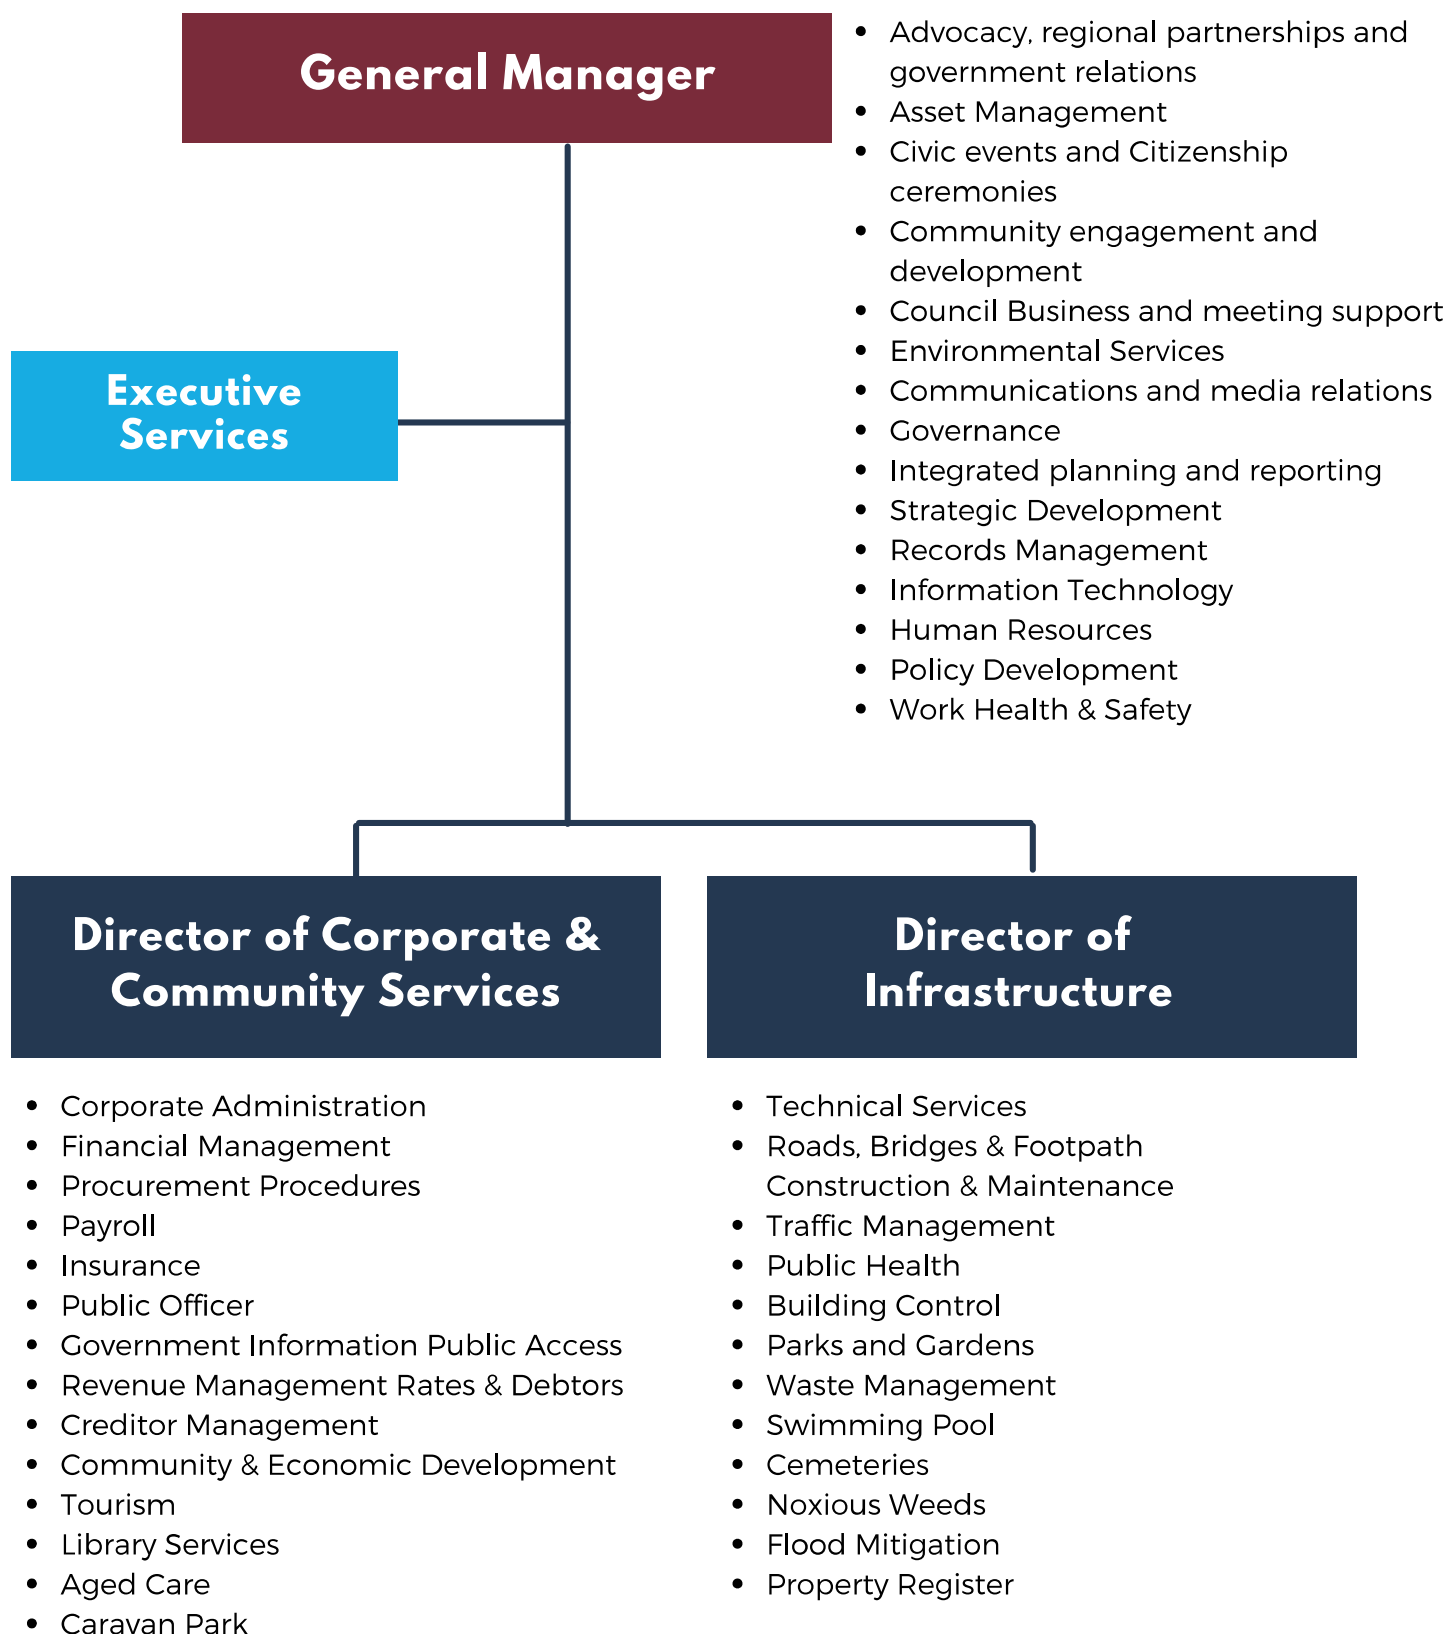 General Manager
• Advocacy, regional partnerships and
government relations
• Asset Management
• Civic events and Citizenship
ceremonies
• Community engagement and
development
• Council Business and meeting support
• Environmental Services
• Communications and media relations
• Governance
• Integrated planning and reporting
• Strategic Development
• Records Management
• Information Technology
• Human Resources
• Policy Development
• Work Health & Safety
Executive
Services
Director of Corporate &
Community Services
• Corporate Administration
• Financial Management
• Procurement Procedures
• Payroll
• Insurance
• Public Officer
• Government Information Public Access
• Revenue Management Rates & Debtors
• Creditor Management
• Community & Economic Development
• Tourism
• Library Services
• Aged Care
• Caravan Park
Director of
Infrastructure
• Technical Services
• Roads, Bridges & Footpath
Construction & Maintenance
• Traffic Management
• Public Health
• Building Control
• Parks and Gardens
• Waste Management
• Swimming Pool
• Cemeteries
• Noxious Weeds
• Flood Mitigation
• Property Register